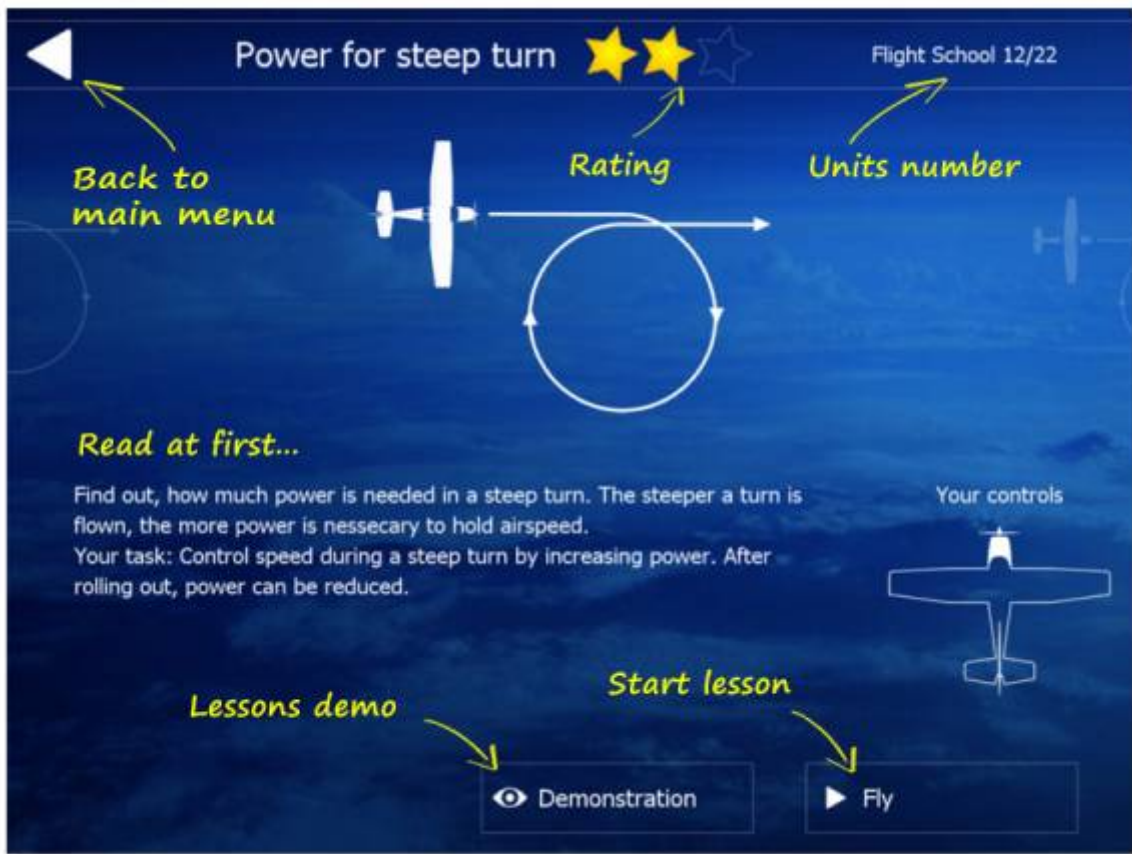 Power for steep turn
Flight School 12/22
Back to
main menu
Rating
Units number
Read at first...
Find out, how much power is needed in a steep turn. The steeper a turn is
flown, the more power is nessecary to hold airspeed.
Your task: Control speed during a steep turn by increasing power. After
rolling out, power can be reduced.
Your controls
Lessons demo
Start lesson
Demonstration
Fly